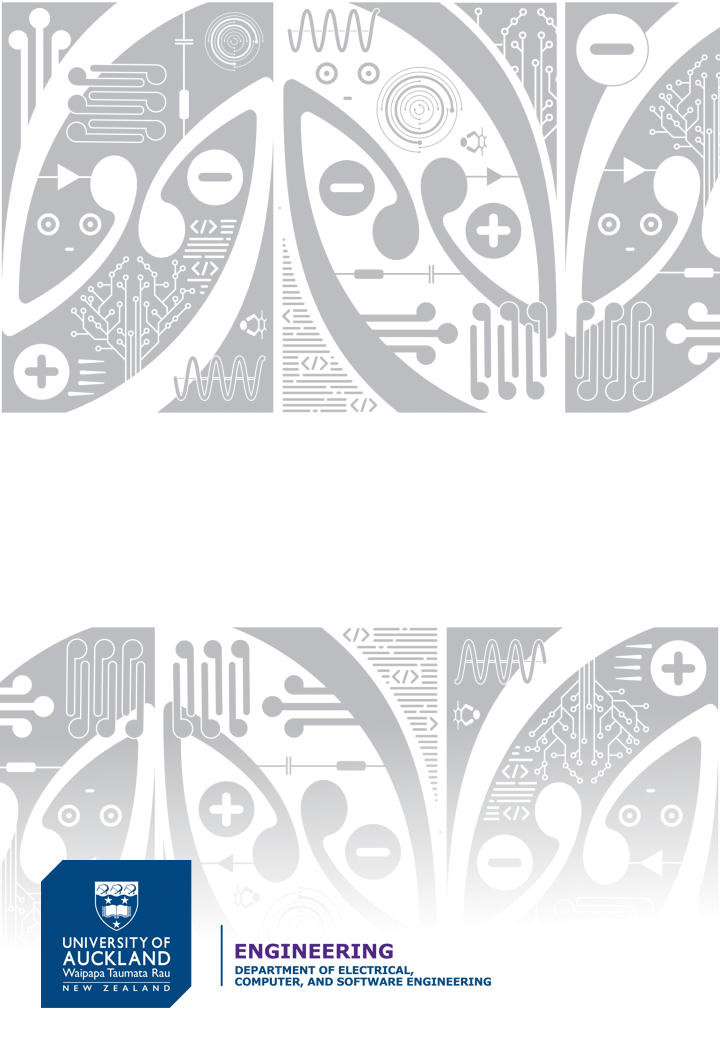 </>
</>
</>
</>
</>
</>
</>
UNIVERSITY OF
AUCKLAND
Waipapa Taumata Rau
NEW ZEALAND
ENGINEERING
DEPARTMENT OF ELECTRICAL,
COMPUTER, AND SOFTWARE ENGINEERING